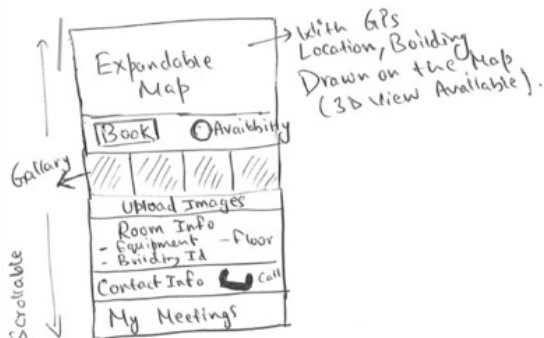 Expandable
Map
With GPs
Location, Building
Drawn on the Map
(3D View Available).
Book
Avaibbitty
Gallary
Upload Images
Room Info
- Equipment
- Floor
- Building Id
Contact Info
Call
My Meetings
Scrollable